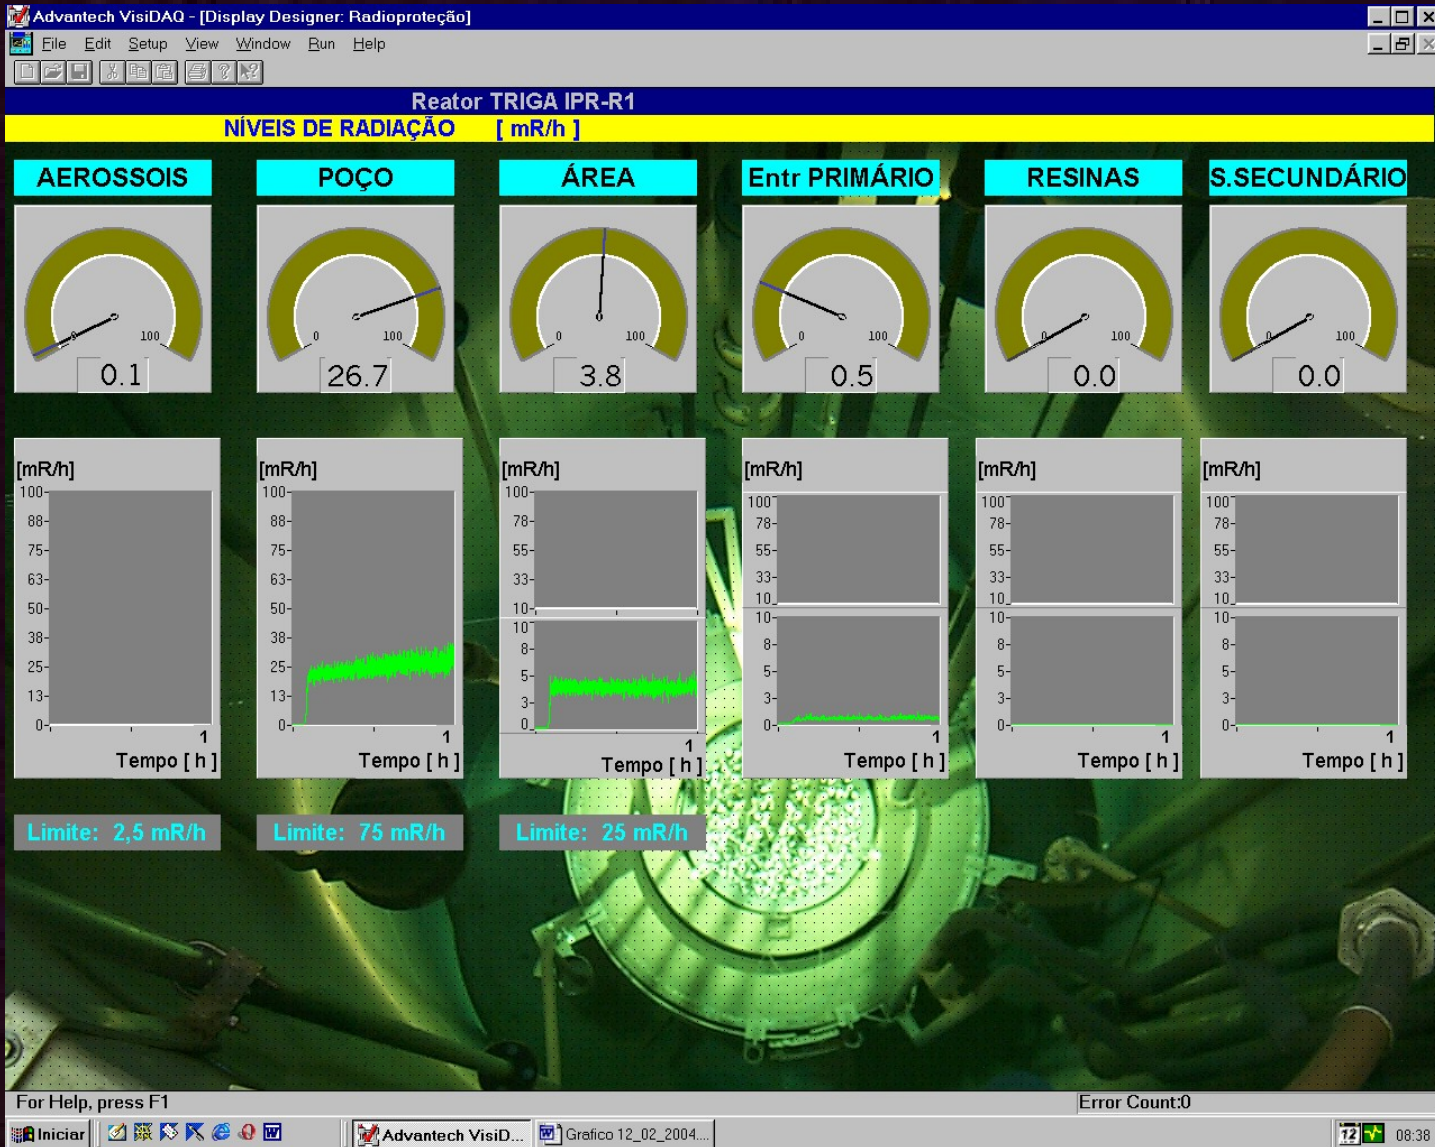 Advantech VisiDAQ - [Display Designer: Radioproteção]
File Edit Setup View Window Run Help
Reator TRIGA IPR-R1
NÍVEIS DE RADIAÇÃO [ mR/h ]
AEROSSOIS POÇO ÁREA Entr PRIMÁRIO RESINAS S.SECUNDÁRIO
0 100 0 100 0 100 0 100 0 100 0 100
0.1 26.7 3.8 0.5 0.0 0.0
[mR/h] [mR/h] [mR/h] [mR/h] [mR/h] [mR/h]
100 100 100 100 100 100
88 88 78 78 78 78
75 75 55 55 55 55
63 63 33 33 33 33
50 50 10 10 10 10
38 38 10 10 10 10
25 25 8 8 8 8
13 13 5 5 5 5
0 0 3 3 3 3
0 0 0 0
1 1 1 1 1 1
Tempo [ h ] Tempo [ h ] Tempo [ h ] Tempo [ h ] Tempo [ h ] Tempo [ h ]
Limite: 2,5 mR/h Limite: 75 mR/h Limite: 25 mR/h
For Help, press F1 Error Count:0
Iniciar Advantech VisiD... Grafico 12_02_2004.... 12 08:38